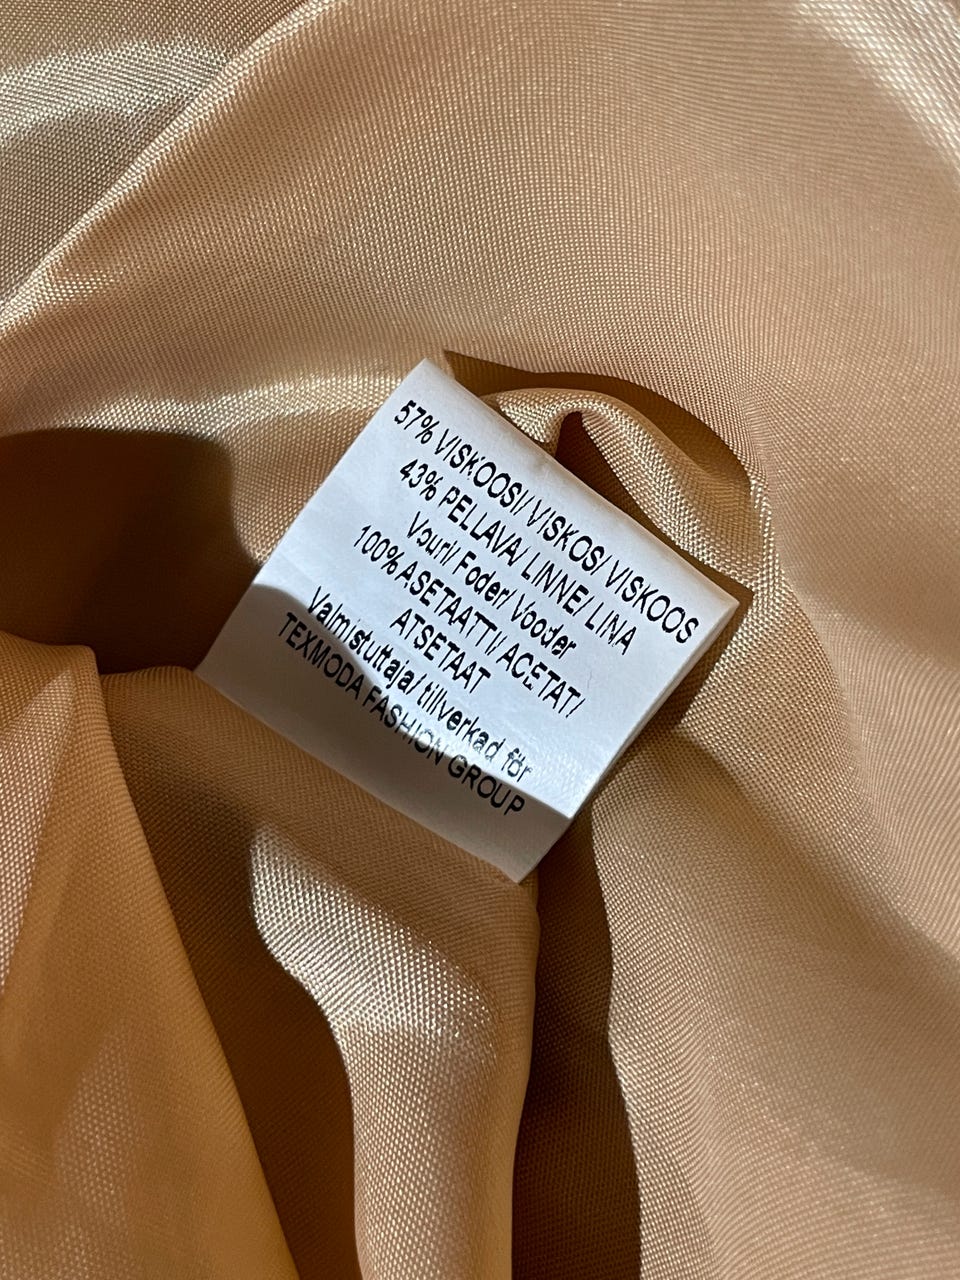 57% VISKOOSI/ VISKOS/ VISKOOS
43% PELLAVA/ LINNE/ LINA
Vouri/ Foder/ Vooder
100% ASETAATTI/ ACETAT/
ATSETAAT
Valmistuttaja/ tillverkad för
TEXMODA FASHION GROUP